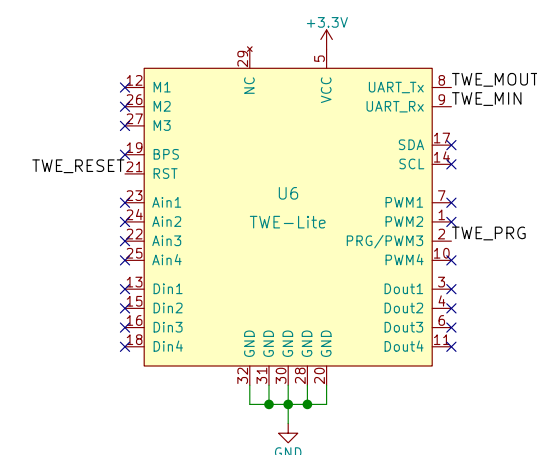 +3.3V
29
5
NC
VCC
12 M1
26 M2
27 M3
19 BPS
TWE_RESET 21 RST
23 Ain1
24 Ain2
22 Ain3
25 Ain4
13 Din1
15 Din2
16 Din3
18 Din4
U6
TWE-Lite
UART_Tx 8 TWE_MOUT
UART_Rx 9 TWE_MIN
SDA 17
SCL 14
PWM1 7
PWM2 1
PRG/PWM3 2 TWE_PRG
PWM4 10
Dout1 3
Dout2 4
Dout3 6
Dout4 11
GND GND GND GND GND
32 31 30 28 20
GND